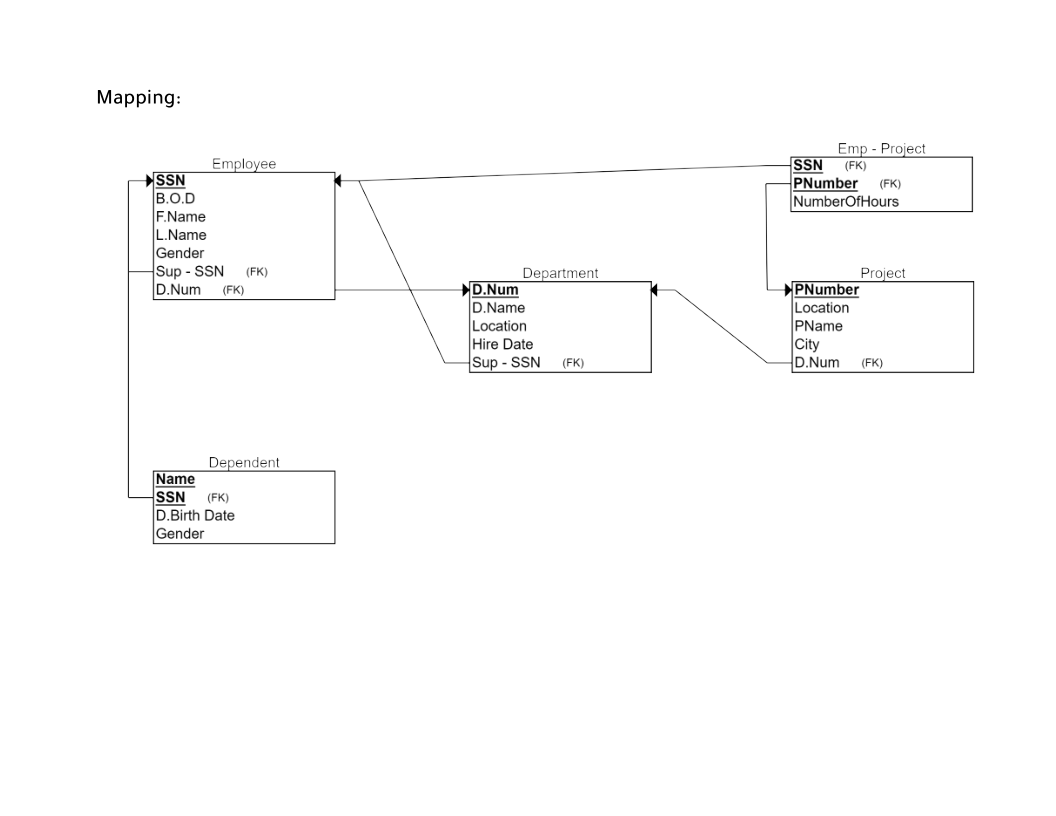 Mapping:
Employee
SSN
B.O.D
F.Name
L.Name
Gender
Sup - SSN (FK)
D.Num (FK)
Emp - Project
SSN (FK)
PNumber (FK)
NumberOfHours
Department
D.Num
D.Name
Location
Hire Date
Sup - SSN (FK)
Project
PNumber
Location
PName
City
D.Num (FK)
Dependent
Name
SSN (FK)
D.Birth Date
Gender